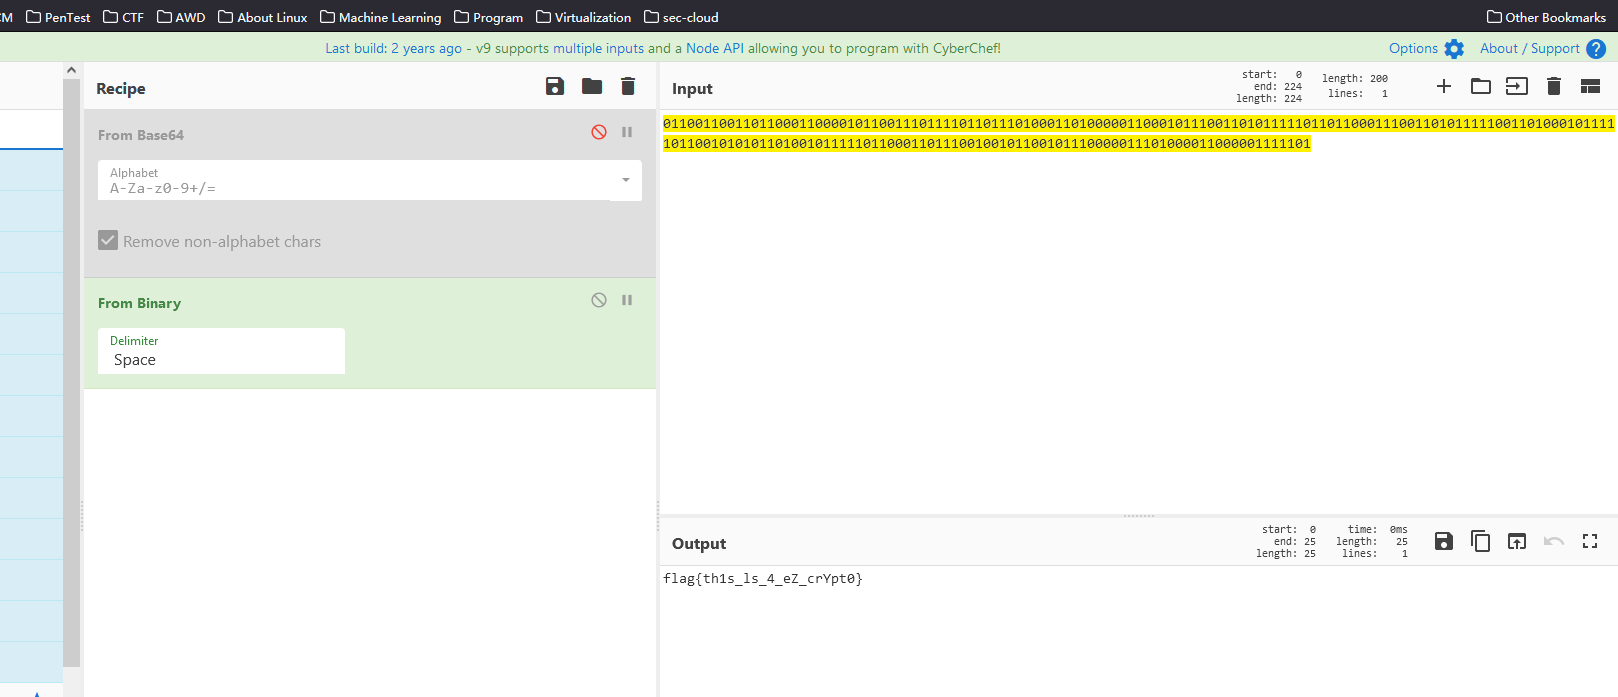 CM PenTest CTF AWD About Linux Machine Learning Program Virtualization sec-cloud Other Bookmarks
Last build: 2 years ago - v9 supports multiple inputs and a Node API allowing you to program with CyberChef! Options About / Support ?
Recipe
From Base64
Alphabet
A-Za-z0-9+/=
Remove non-alphabet chars
From Binary
Delimiter
Space
Input
start: 0
end: 224
length: 224
length: 200
lines: 1
01100110011011000110000101100111011110110111010001101000001100010111001101011111011011000111001101011111001101000101111
101100101010110100101111101100011011100100101100101110000011101000011000001111101
Output
start: 0
end: 25
length: 25
time: 0ms
length: 25
lines: 1
flag{th1s_ls_4_eZ_crYpt0}